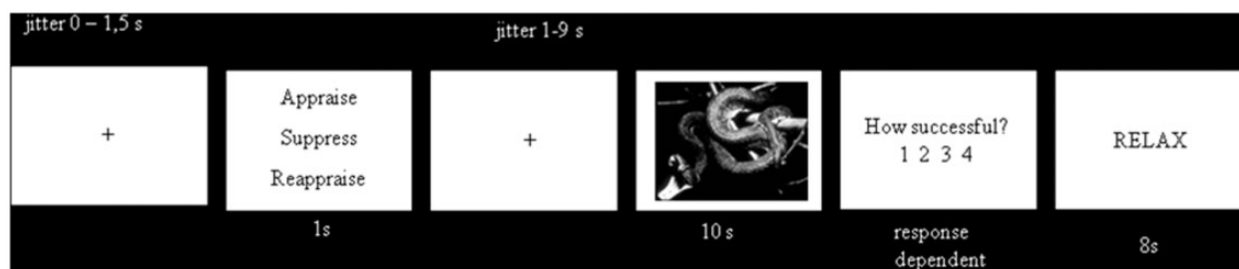 jitter 0 – 1,5 s
jitter 1-9 s
+
Appraise
Suppress
Reappraise
+
How successful?
1 2 3 4
RELAX
1s
10 s
response
dependent
8s